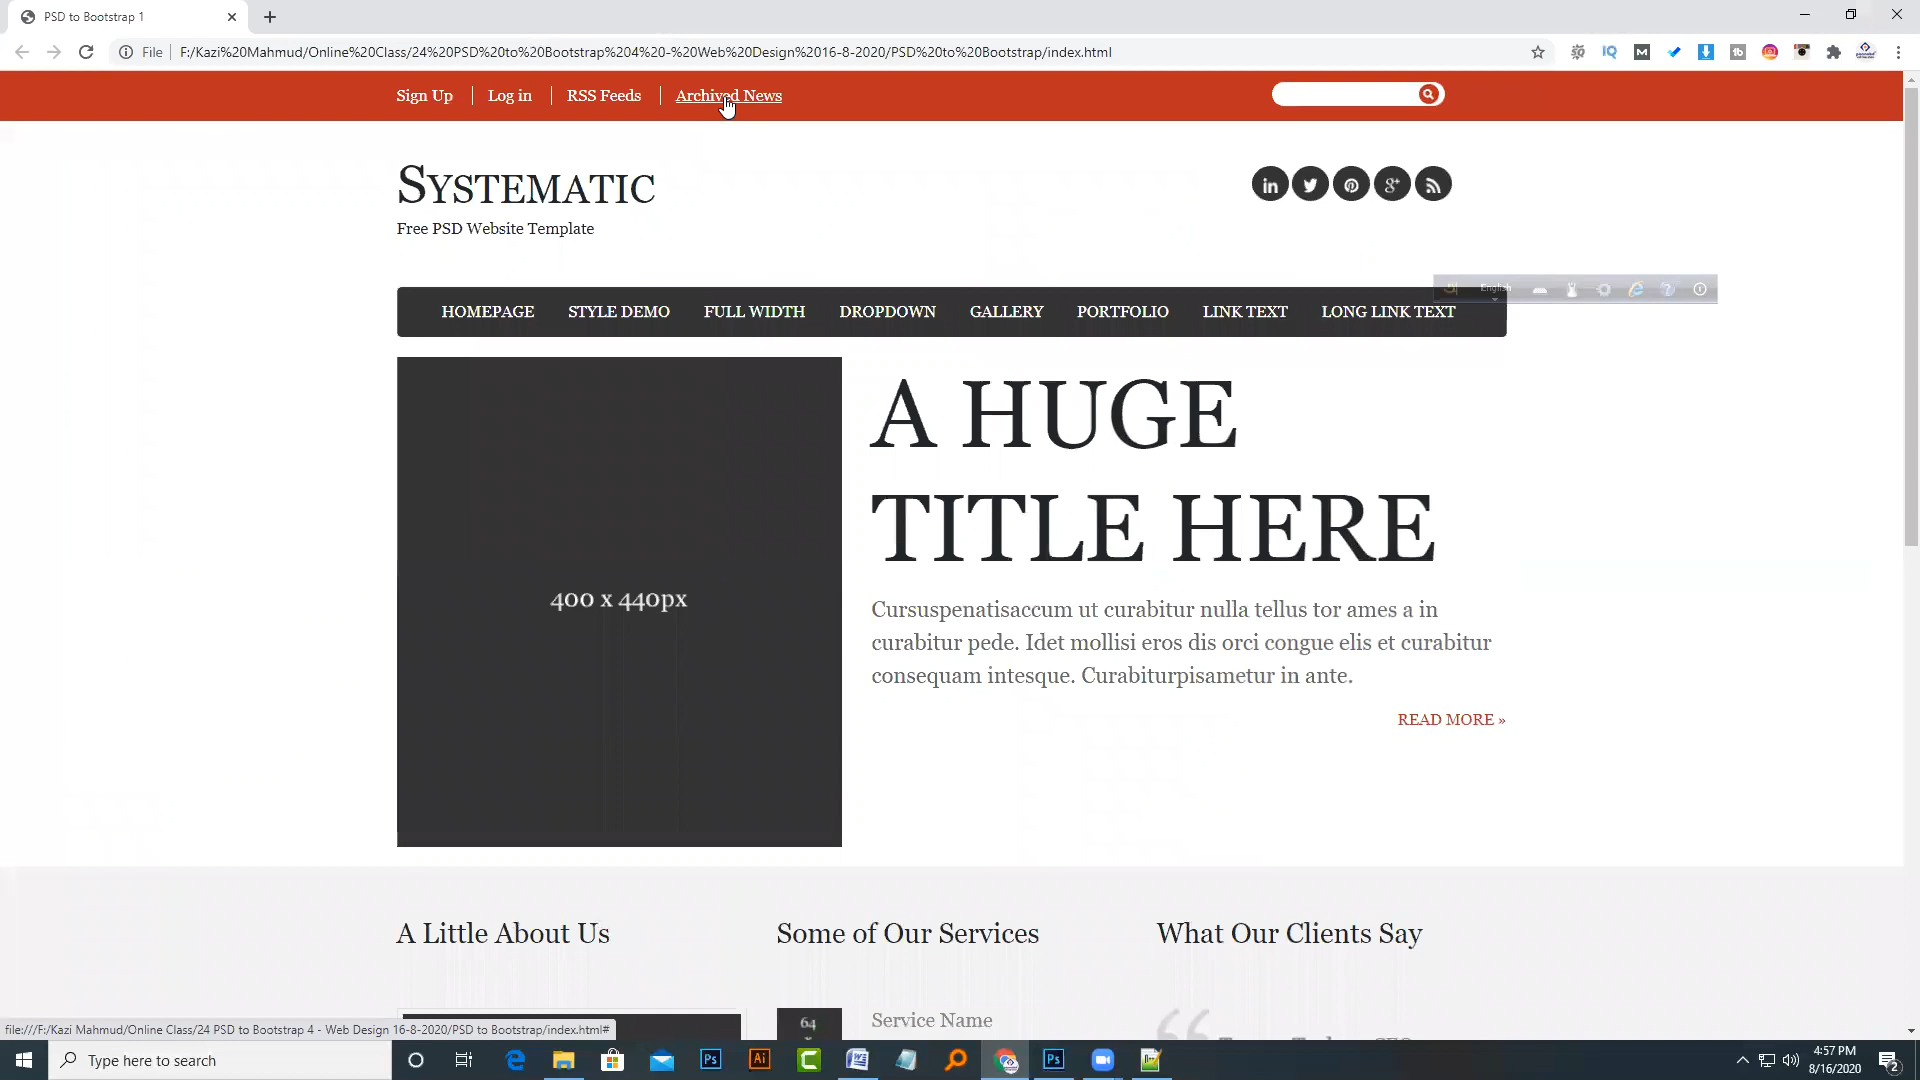 PSD to Bootstrap 1
File
F:/Kazi%20Mahmud/Online%20Class/24%20PSD%20to%20Bootstrap%204%20-%20Web%20Design%2016-8-2020/PSD%20to%20Bootstrap/index.html
Sign Up
Log in
RSS Feeds
Archived News
SYSTEMATIC
Free PSD Website Template
English
HOMEPAGE
STYLE DEMO
FULL WIDTH
DROPDOWN
GALLERY
PORTFOLIO
LINK TEXT
LONG LINK TEXT
A HUGE
TITLE HERE
400 x 440px
Cursuspenatisaccum ut curabitur nulla tellus tor ames a in
curabitur pede. Idet mollisi eros dis orci congue elis et curabitur
consequam intesque. Curabiturpisametur in ante.
READ MORE »
A Little About Us
Some of Our Services
What Our Clients Say
64
Service Name
file:///F:/Kazi Mahmud/Online Class/24 PSD to Bootstrap 4 - Web Design 16-8-2020/PSD to Bootstrap/index.html#
Type here to search
4:57 PM
8/16/2020
2